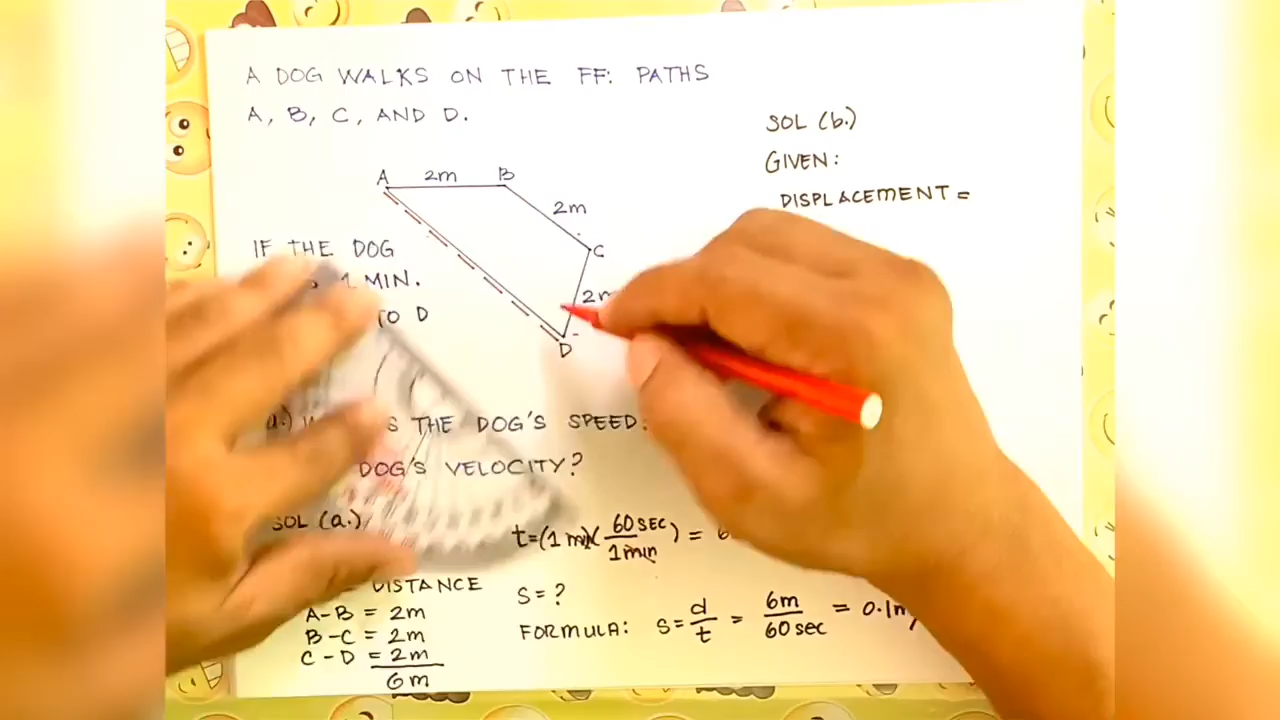 A DOG WALKS ON THE FF: PATHS
A, B, C, AND D.
A 2m B
2m
C
2m
D
IF THE DOG
MIN.
TO D
a.) THE DOG'S SPEED.
DOG'S VELOCITY?
SOL (a.)
DISTANCE
A-B = 2m
B-C = 2m
C-D = 2m
6m
t=(1 m)(60 SEC/1min) =
S = ?
FORMULA: S = d/t = 6m/60 sec = 0.1m
SOL (b.)
GIVEN:
DISPLACEMENT =